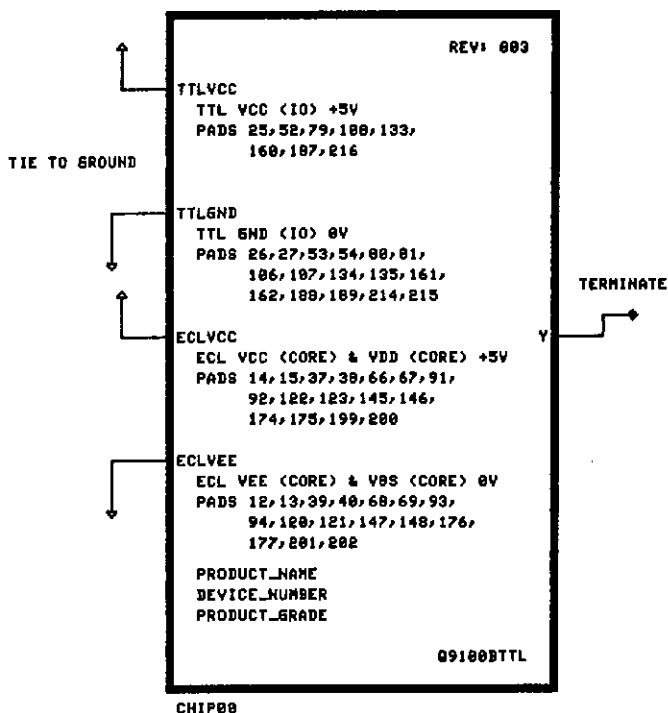 REV: 003
TTLVCC
TTL VCC (IO) +5V
PADS 25,52,79,108,133,
160,187,216
TIE TO GROUND
TTLGND
TTL GND (IO) 0V
PADS 26,27,53,54,80,81,
106,107,134,135,161,
162,188,189,214,215
TERMINATE
ECLVCC
Y
ECL VCC (CORE) & VDD (CORE) +5V
PADS 14,15,37,38,66,67,91,
92,122,123,145,146,
174,175,199,200
ECLVEE
ECL VEE (CORE) & VSS (CORE) 0V
PADS 12,13,39,40,68,69,93,
94,120,121,147,148,176,
177,201,202
PRODUCT_NAME
DEVICE_NUMBER
PRODUCT_GRADE
Q9100BTTL
CHIP00